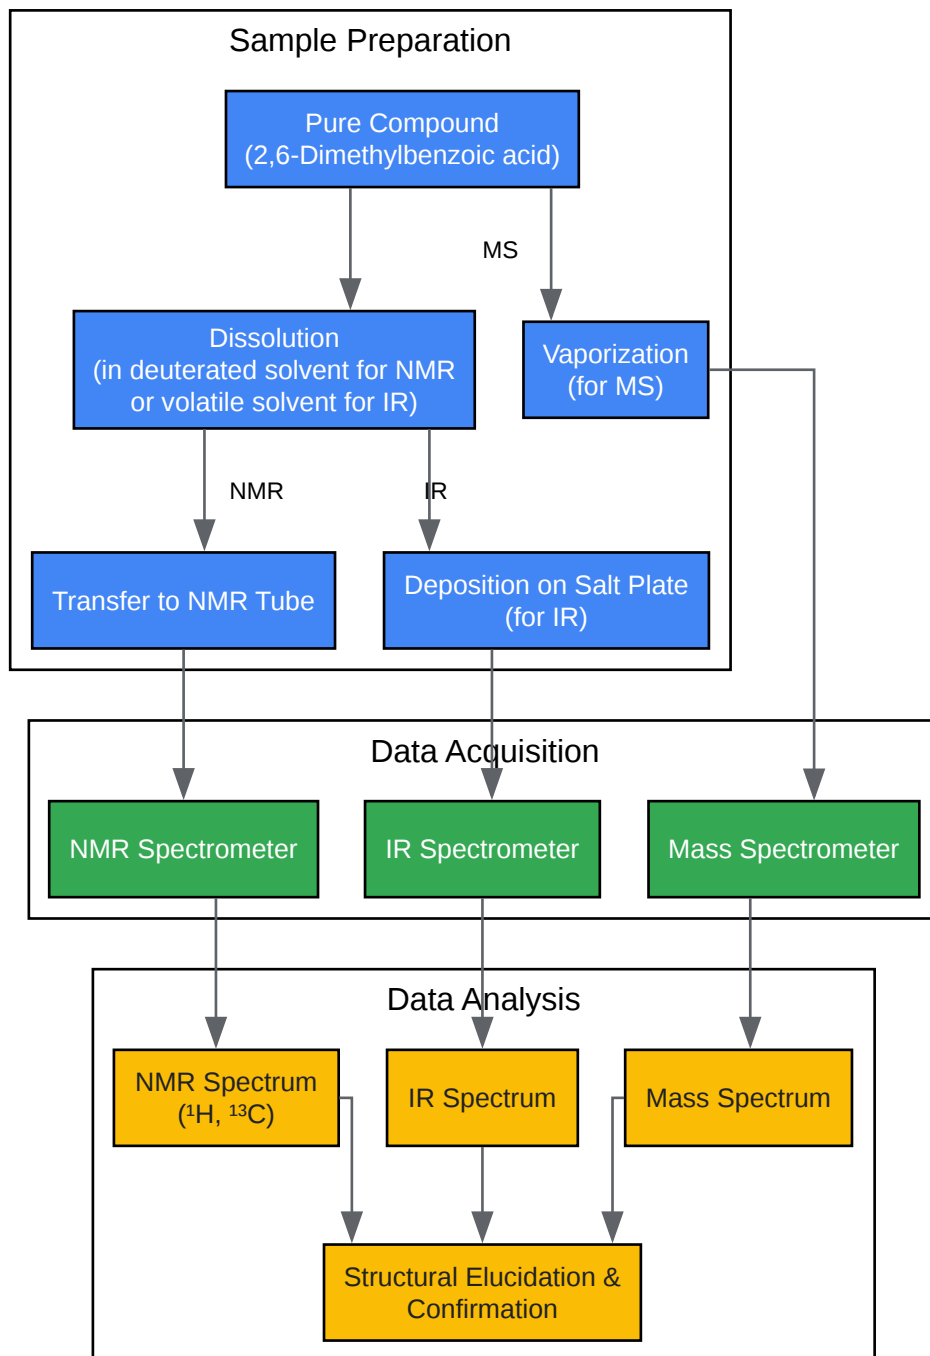 Sample Preparation
Pure Compound
(2,6-Dimethylbenzoic acid)
MS
Dissolution
(in deuterated solvent for NMR
or volatile solvent for IR)
Vaporization
(for MS)
NMR
IR
Transfer to NMR Tube
Deposition on Salt Plate
(for IR)
Data Acquisition
NMR Spectrometer
IR Spectrometer
Mass Spectrometer
Data Analysis
NMR Spectrum
(¹H, ¹³C)
IR Spectrum
Mass Spectrum
Structural Elucidation &
Confirmation